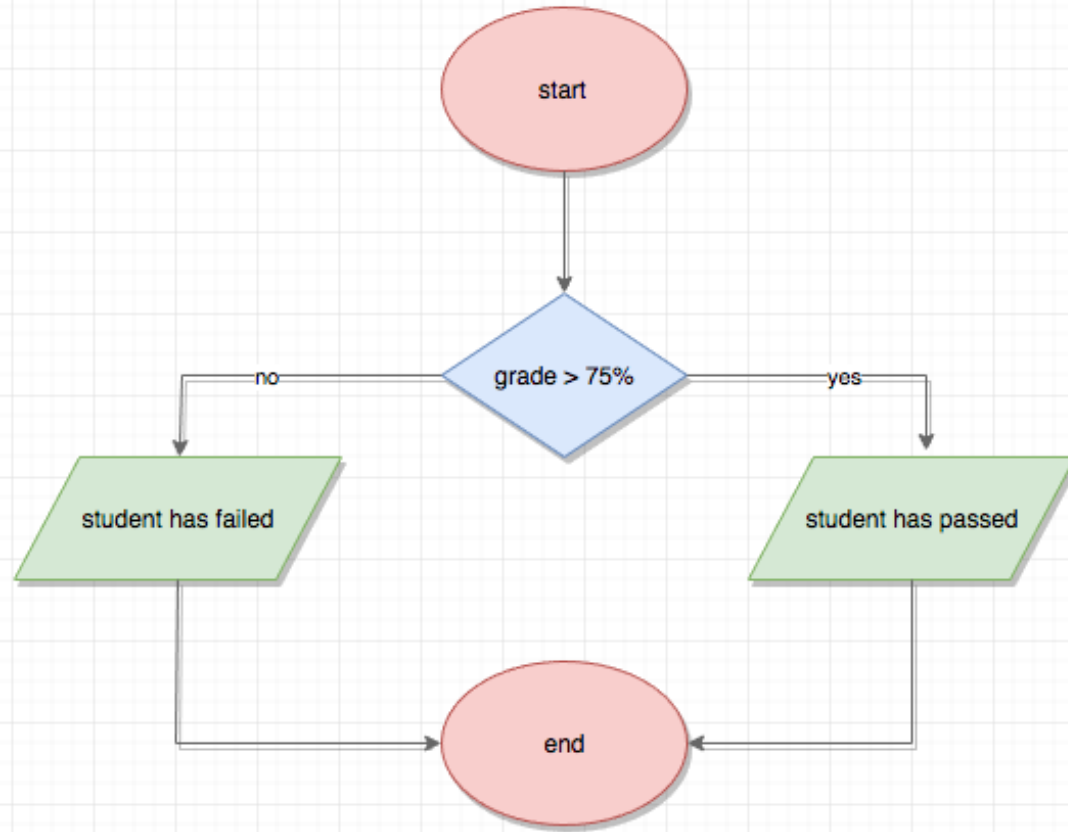 start
grade > 75%
no
yes
student has failed
student has passed
end